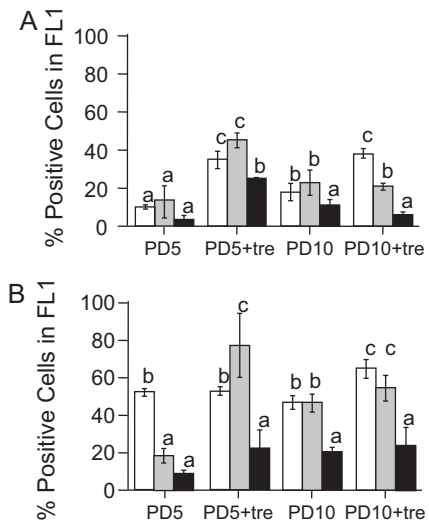 A
% Positive Cells in FL1
100
80
60
40
20
0
a a a
c c b
b b a
c b a
PD5 PD5+tre PD10 PD10+tre
B
% Positive Cells in FL1
100
80
60
40
20
0
b a a
b c a
b b a
c c a
PD5 PD5+tre PD10 PD10+tre